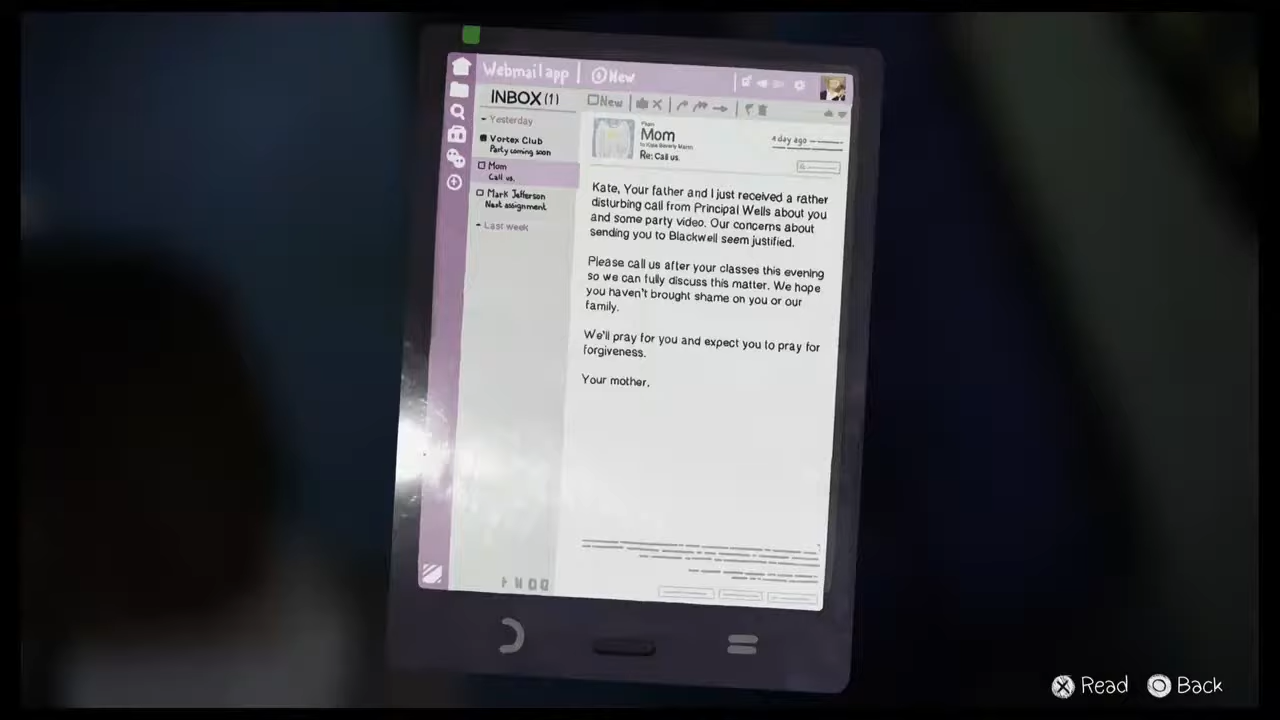 Webmail app
New
INBOX (1)
New
Yesterday
Vortex Club
Party coming soon
Mom
Call us.
Mark Jefferson
Next assignment
Last week
From
Mom
to Kate Beverly Marsh
Re: Call us.
a day ago
Kate, Your father and I just received a rather
disturbing call from Principal Wells about you
and some party video. Our concerns about
sending you to Blackwell seem justified.
Please call us after your classes this evening
so we can fully discuss this matter. We hope
you haven't brought shame on you or our
family.
We'll pray for you and expect you to pray for
forgiveness.
Your mother.
Read
Back